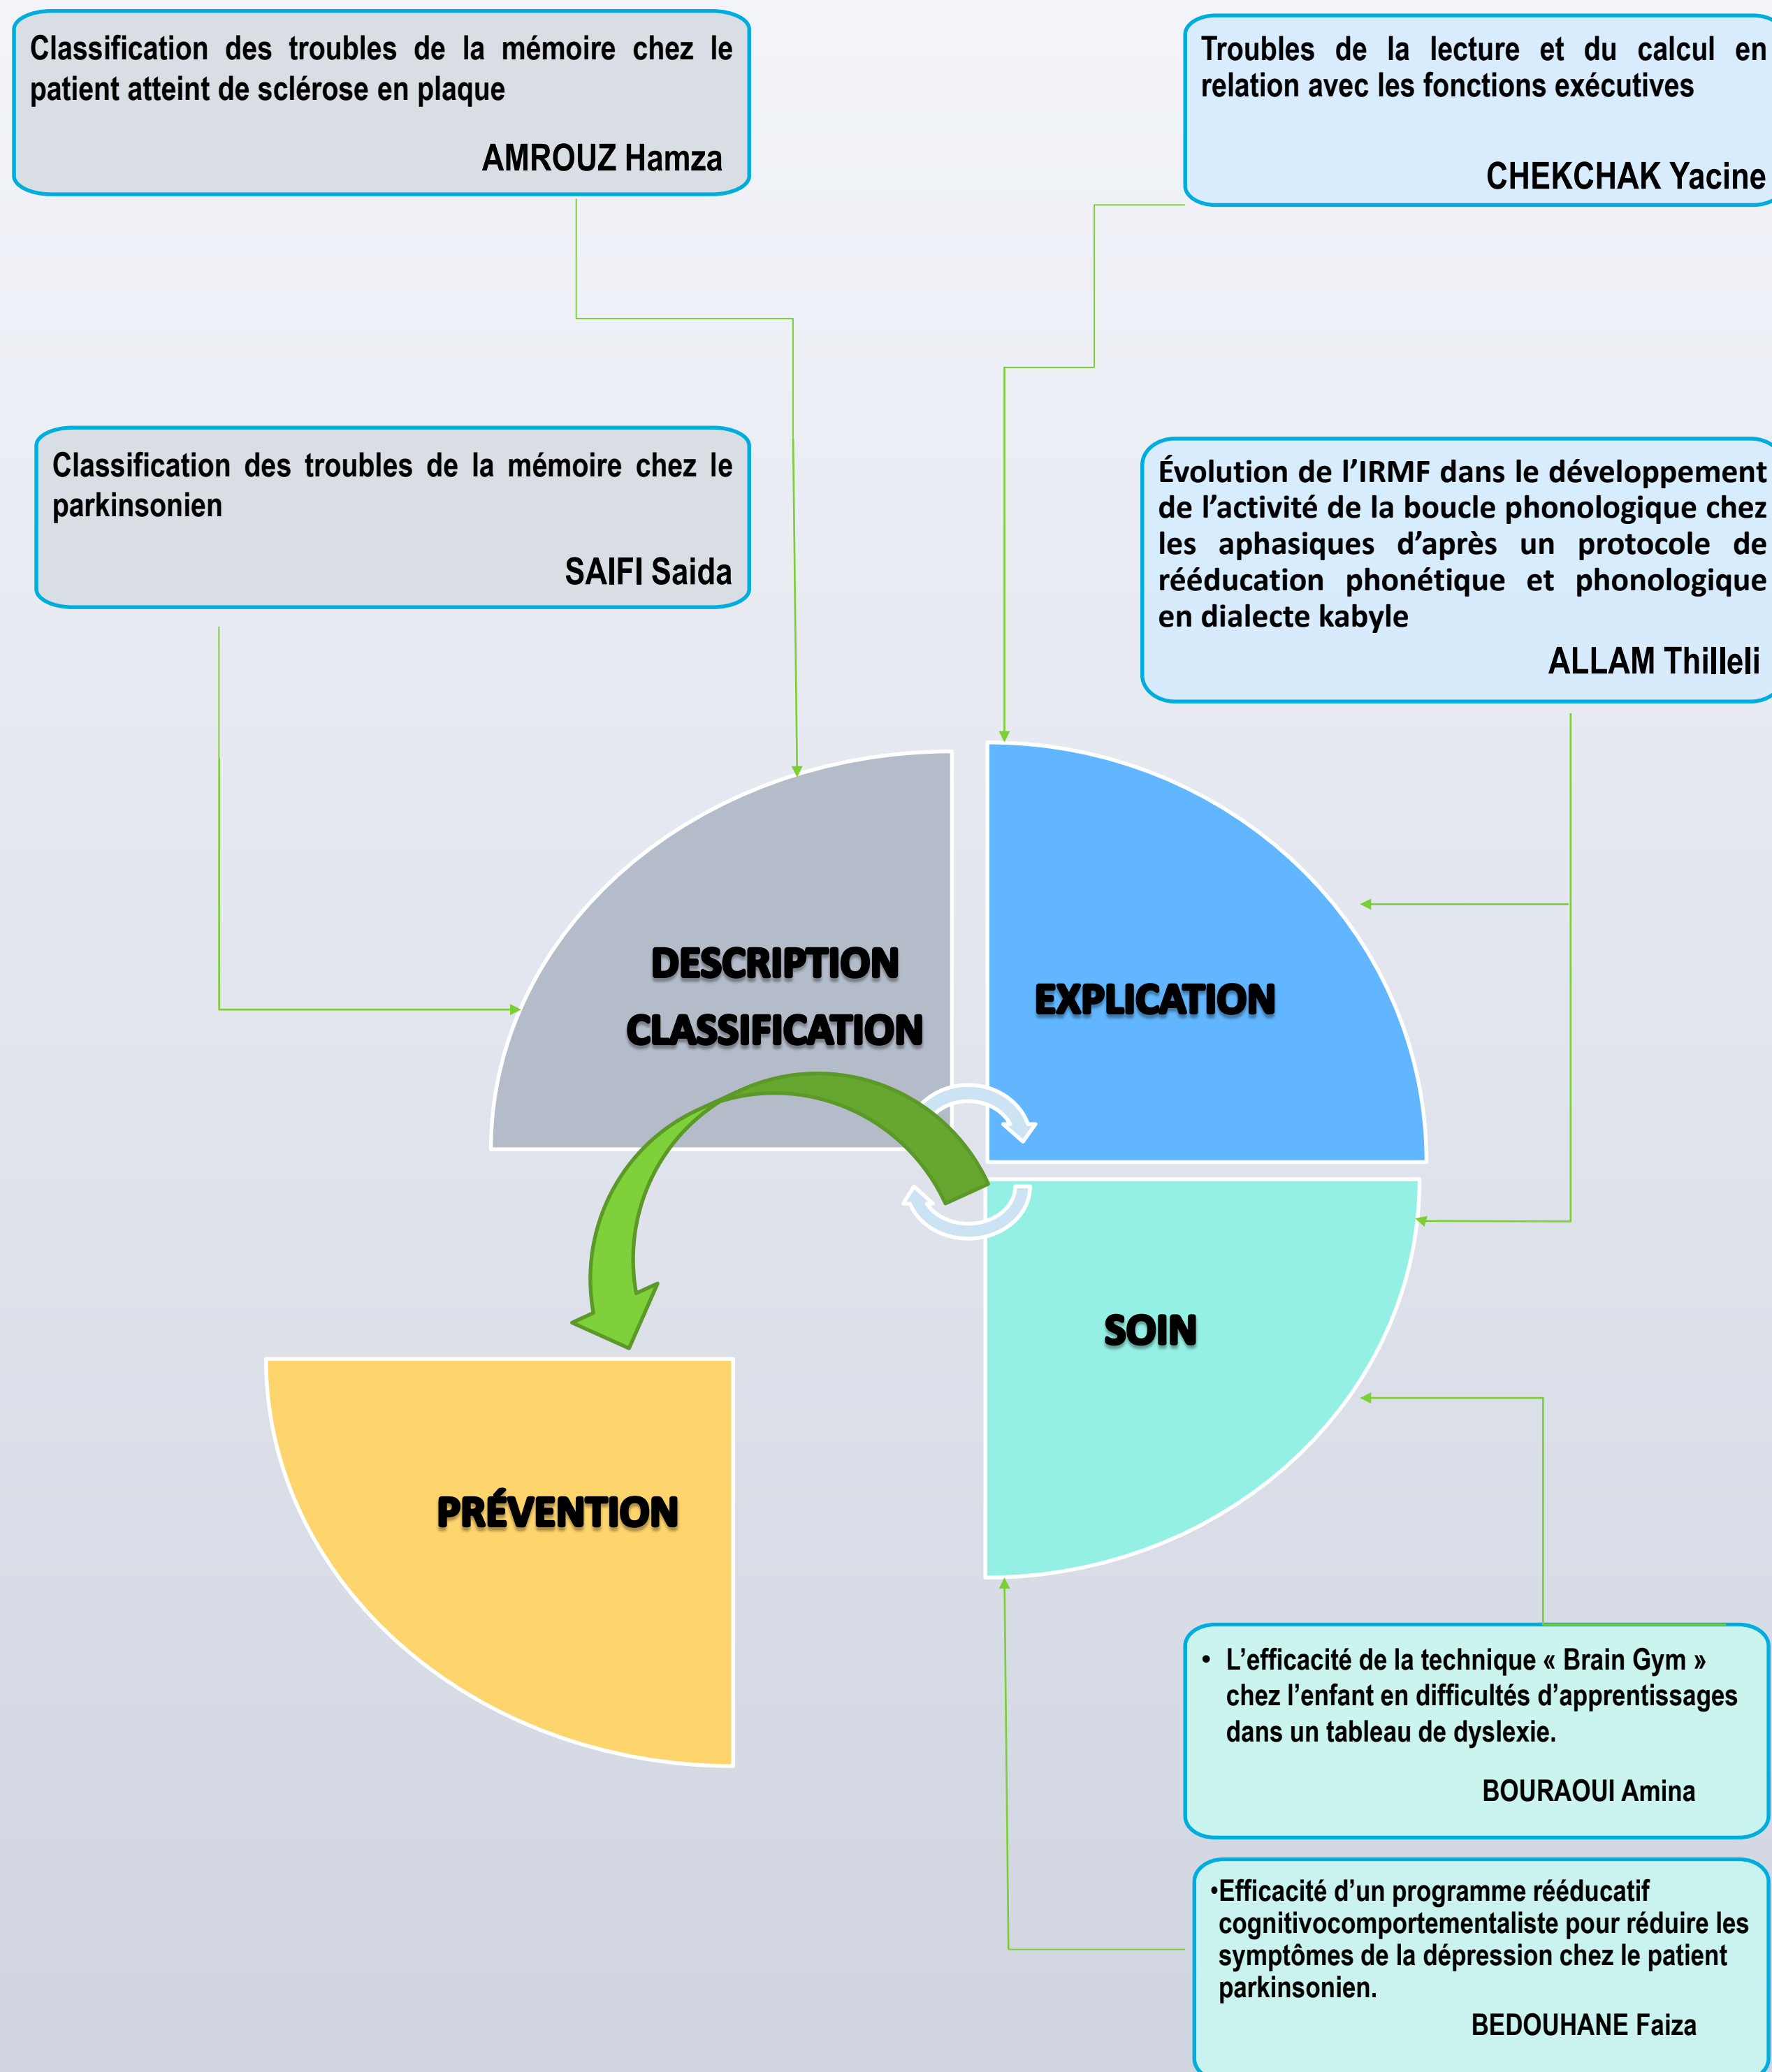 Classification des troubles de la mémoire chez le
patient atteint de sclérose en plaque
AMROUZ Hamza
Troubles de la lecture et du calcul en
relation avec les fonctions exécutives
CHEKCHAK Yacine
Classification des troubles de la mémoire chez le
parkinsonien
SAIFI Saida
Évolution de l’IRMF dans le développement
de l’activité de la boucle phonologique chez
les aphasiques d’après un protocole de
rééducation phonétique et phonologique
en dialecte kabyle
ALLAM Thilleli
DESCRIPTION
CLASSIFICATION
EXPLICATION
SOIN
PRÉVENTION
• L’efficacité de la technique « Brain Gym »
chez l’enfant en difficultés d’apprentissages
dans un tableau de dyslexie.
BOURAOUI Amina
•Efficacité d’un programme rééducatif
cognitivocomportementaliste pour réduire les
symptômes de la dépression chez le patient
parkinsonien.
BEDOUHANE Faiza